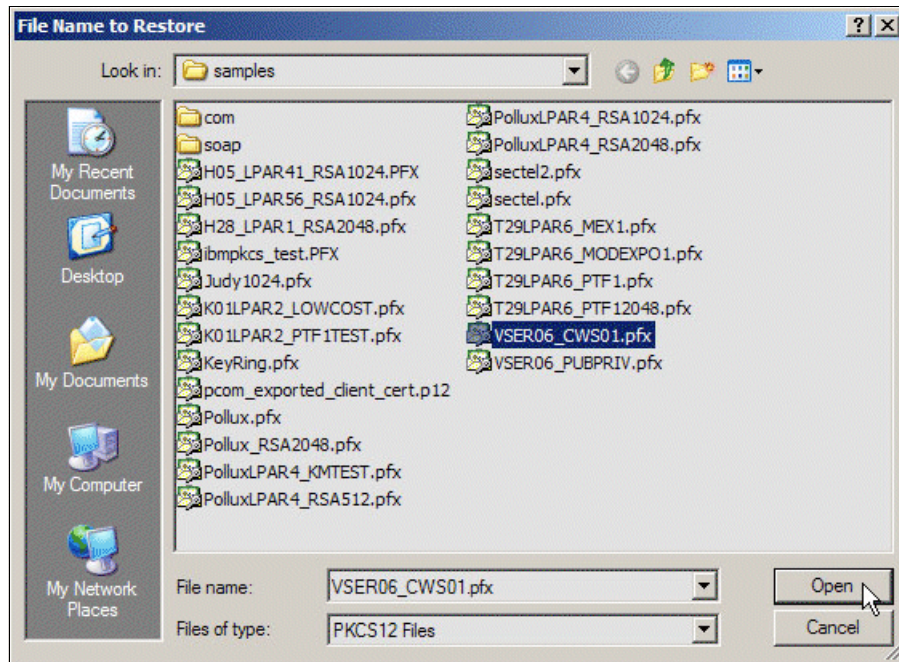 File Name to Restore
Look in:
samples
My Recent
Documents
Desktop
My Documents
My Computer
My Network
Places
com
soap
H05_LPAR41_RSA1024.PFX
H05_LPAR56_RSA1024.pfx
H28_LPAR1_RSA2048.pfx
ibmpkcs_test.PFX
Judy1024.pfx
K01LPAR2_LOWCOST.pfx
K01LPAR2_PTF1TEST.pfx
KeyRing.pfx
pcom_exported_client_cert.p12
Pollux.pfx
Pollux_RSA2048.pfx
PolluxLPAR4_KMTEST.pfx
PolluxLPAR4_RSA512.pfx
PolluxLPAR4_RSA1024.pfx
PolluxLPAR4_RSA2048.pfx
sectel2.pfx
sectel.pfx
T29LPAR6_MEX1.pfx
T29LPAR6_MODEXPO1.pfx
T29LPAR6_PTF1.pfx
T29LPAR6_PTF12048.pfx
VSER06_CWS01.pfx
VSER06_PUBPRIV.pfx
File name:
VSER06_CWS01.pfx
Open
Files of type:
PKCS12 Files
Cancel